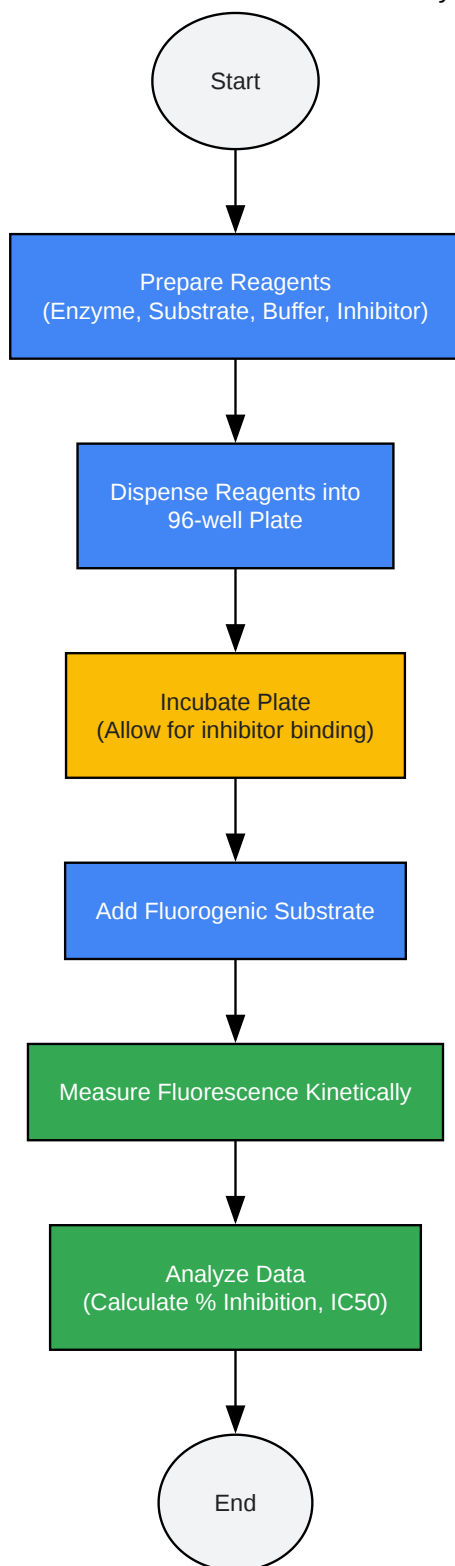 Start
Prepare Reagents
(Enzyme, Substrate, Buffer, Inhibitor)
Dispense Reagents into
96-well Plate
Incubate Plate
(Allow for inhibitor binding)
Add Fluorogenic Substrate
Measure Fluorescence Kinetically
Analyze Data
(Calculate % Inhibition, IC50)
End